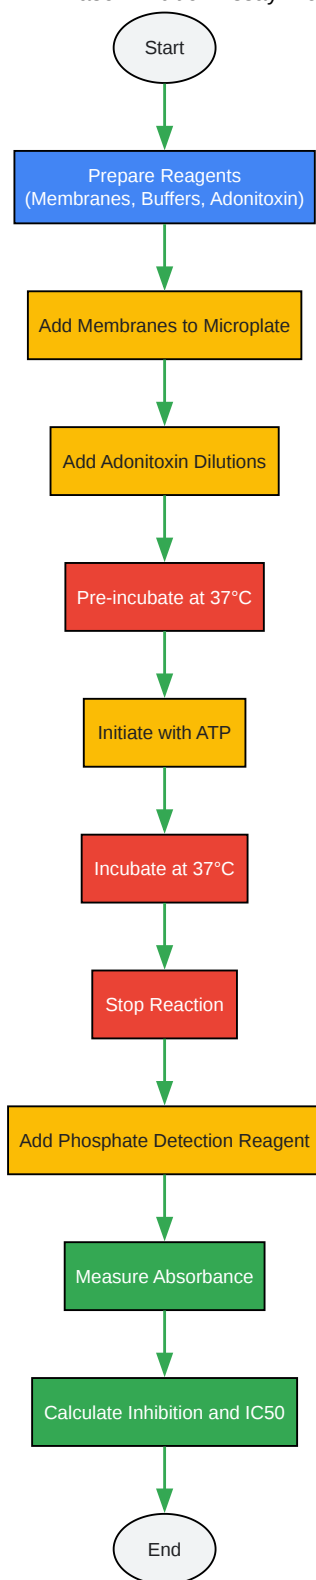 Start
Prepare Reagents
(Membranes, Buffers, Adonitoxin)
Add Membranes to Microplate
Add Adonitoxin Dilutions
Pre-incubate at 37°C
Initiate with ATP
Incubate at 37°C
Stop Reaction
Add Phosphate Detection Reagent
Measure Absorbance
Calculate Inhibition and IC50
End